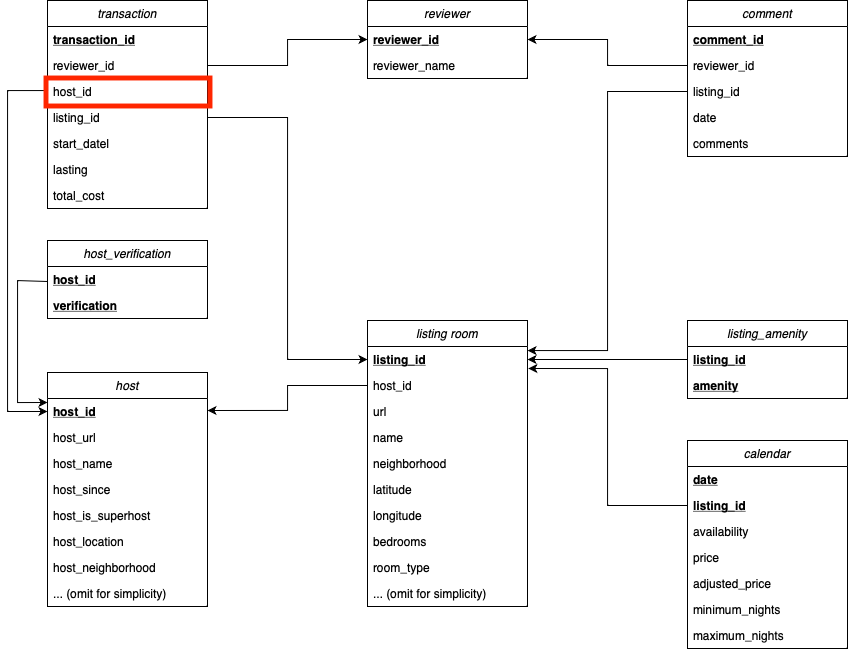 transaction
transaction_id
reviewer_id
host_id
listing_id
start_datel
lasting
total_cost
reviewer
reviewer_id
reviewer_name
comment
comment_id
reviewer_id
listing_id
date
comments
host_verification
host_id
verification
host
host_id
host_url
host_name
host_since
host_is_superhost
host_location
host_neighborhood
... (omit for simplicity)
listing room
listing_id
host_id
url
name
neighborhood
latitude
longitude
bedrooms
room_type
... (omit for simplicity)
listing_amenity
listing_id
amenity
calendar
date
listing_id
availability
price
adjusted_price
minimum_nights
maximum_nights